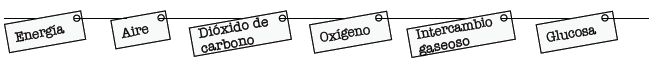 Energía
Aire
Dióxido de
carbono
Oxígeno
Intercambio
gaseoso
Glucosa